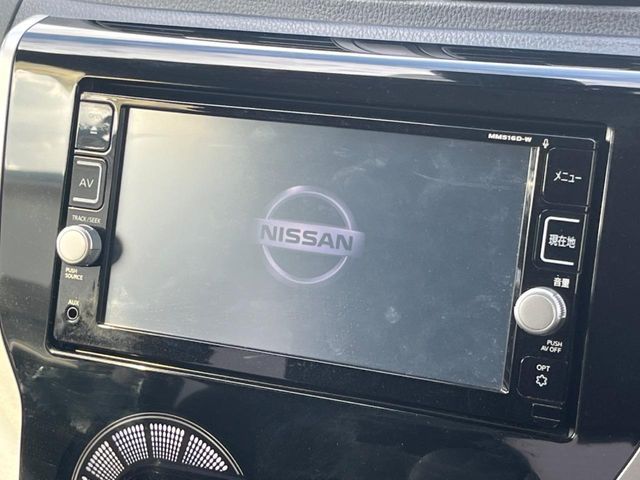 MM516D-W
AV
メニュー
TRACK/SEEK
現在地
NISSAN
PUSH
SOURCE
音量
AUX
PUSH
AV OFF
OPT